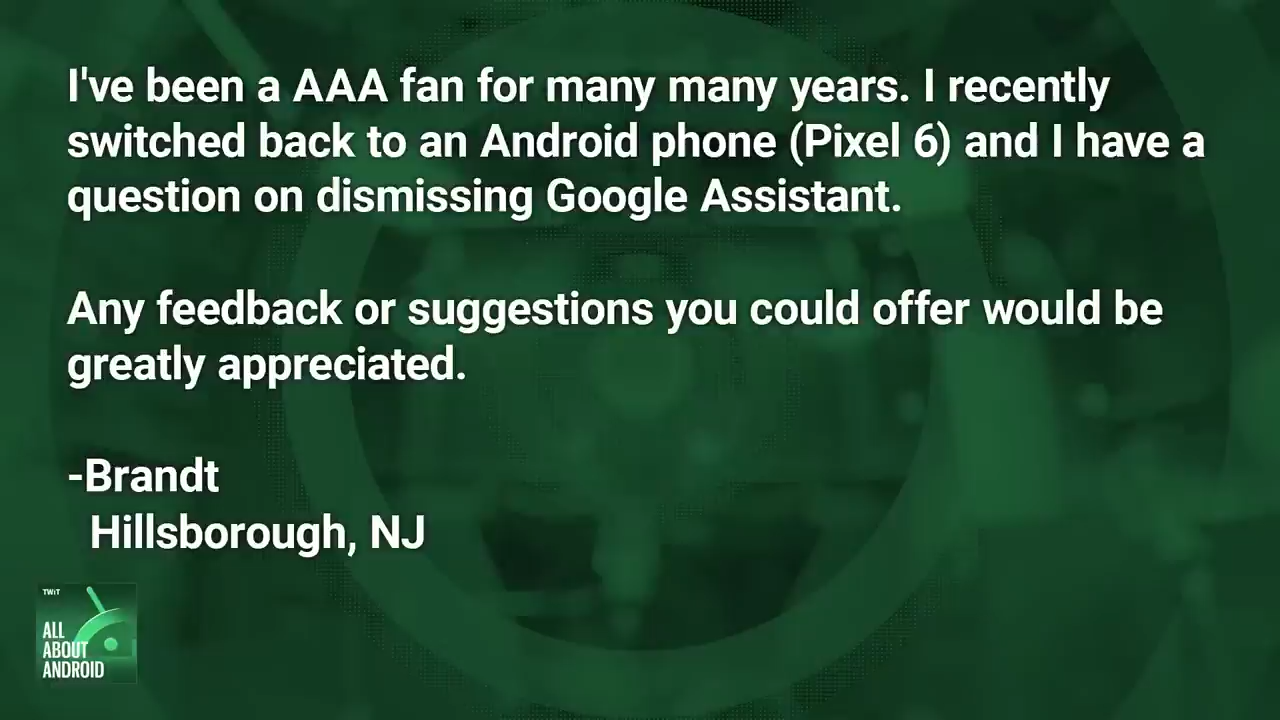 I've been a AAA fan for many many years. I recently
switched back to an Android phone (Pixel 6) and I have a
question on dismissing Google Assistant.
Any feedback or suggestions you could offer would be
greatly appreciated.
-Brandt
Hillsborough, NJ
TWiT
ALL
ABOUT
ANDROID